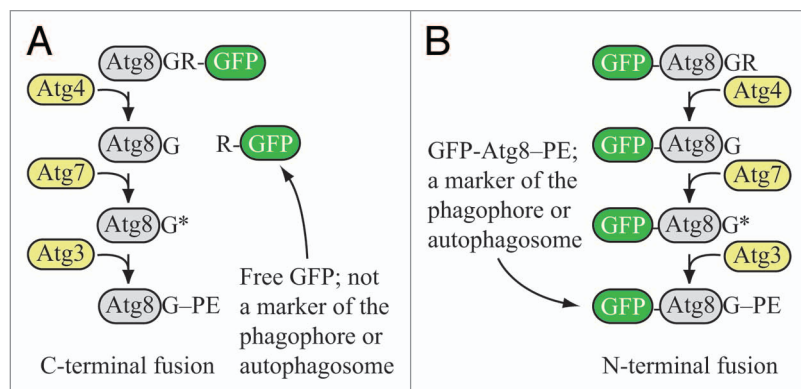 A
Atg8 GR- GFP
Atg4
Atg8 G
R- GFP
Atg7
Atg8 G*
Atg3
Atg8 G–PE
Free GFP; not
a marker of the
phagophore or
autophagosome
C-terminal fusion
B
GFP - Atg8 GR
Atg4
GFP - Atg8 G
GFP-Atg8–PE;
a marker of the
phagophore or
autophagosome
Atg7
GFP - Atg8 G*
Atg3
GFP - Atg8 G–PE
N-terminal fusion